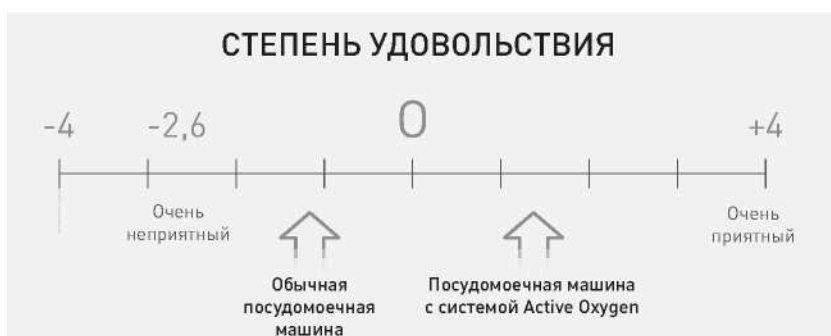 СТЕПЕНЬ УДОВОЛЬСТВИЯ
-4 -2,6 0 +4
Очень
неприятный
Очень
приятный
Обычная
посудомоечная
машина
Посудомоечная машина
с системой Active Oxygen